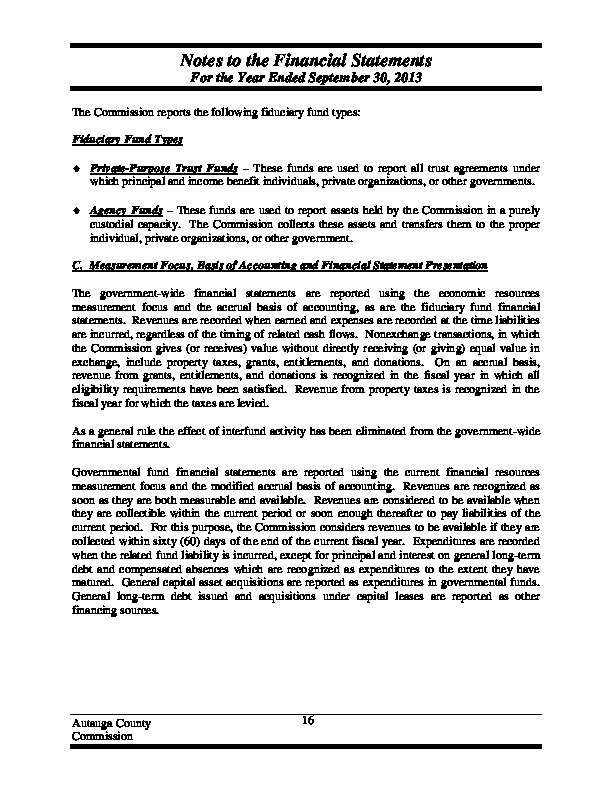 Notes to the Financial Statements
For the Year Ended September 30, 2013
The Commission reports the following fiduciary fund types:
Fiduciary Fund Types
♦ Private-Purpose Trust Funds – These funds are used to report all trust agreements under
which principal and income benefit individuals, private organizations, or other governments.
♦ Agency Funds – These funds are used to report assets held by the Commission in a purely
custodial capacity. The Commission collects these assets and transfers them to the proper
individual, private organizations, or other government.
C. Measurement Focus, Basis of Accounting and Financial Statement Presentation
The government-wide financial statements are reported using the economic resources
measurement focus and the accrual basis of accounting, as are the fiduciary fund financial
statements. Revenues are recorded when earned and expenses are recorded at the time liabilities
are incurred, regardless of the timing of related cash flows. Nonexchange transactions, in which
the Commission gives (or receives) value without directly receiving (or giving) equal value in
exchange, include property taxes, grants, entitlements, and donations. On an accrual basis,
revenue from grants, entitlements, and donations is recognized in the fiscal year in which all
eligibility requirements have been satisfied. Revenue from property taxes is recognized in the
fiscal year for which the taxes are levied.
As a general rule the effect of interfund activity has been eliminated from the government-wide
financial statements.
Governmental fund financial statements are reported using the current financial resources
measurement focus and the modified accrual basis of accounting. Revenues are recognized as
soon as they are both measurable and available. Revenues are considered to be available when
they are collectible within the current period or soon enough thereafter to pay liabilities of the
current period. For this purpose, the Commission considers revenues to be available if they are
collected within sixty (60) days of the end of the current fiscal year. Expenditures are recorded
when the related fund liability is incurred, except for principal and interest on general long-term
debt and compensated absences which are recognized as expenditures to the extent they have
matured. General capital asset acquisitions are reported as expenditures in governmental funds.
General long-term debt issued and acquisitions under capital leases are reported as other
financing sources.
Autauga County
Commission
16